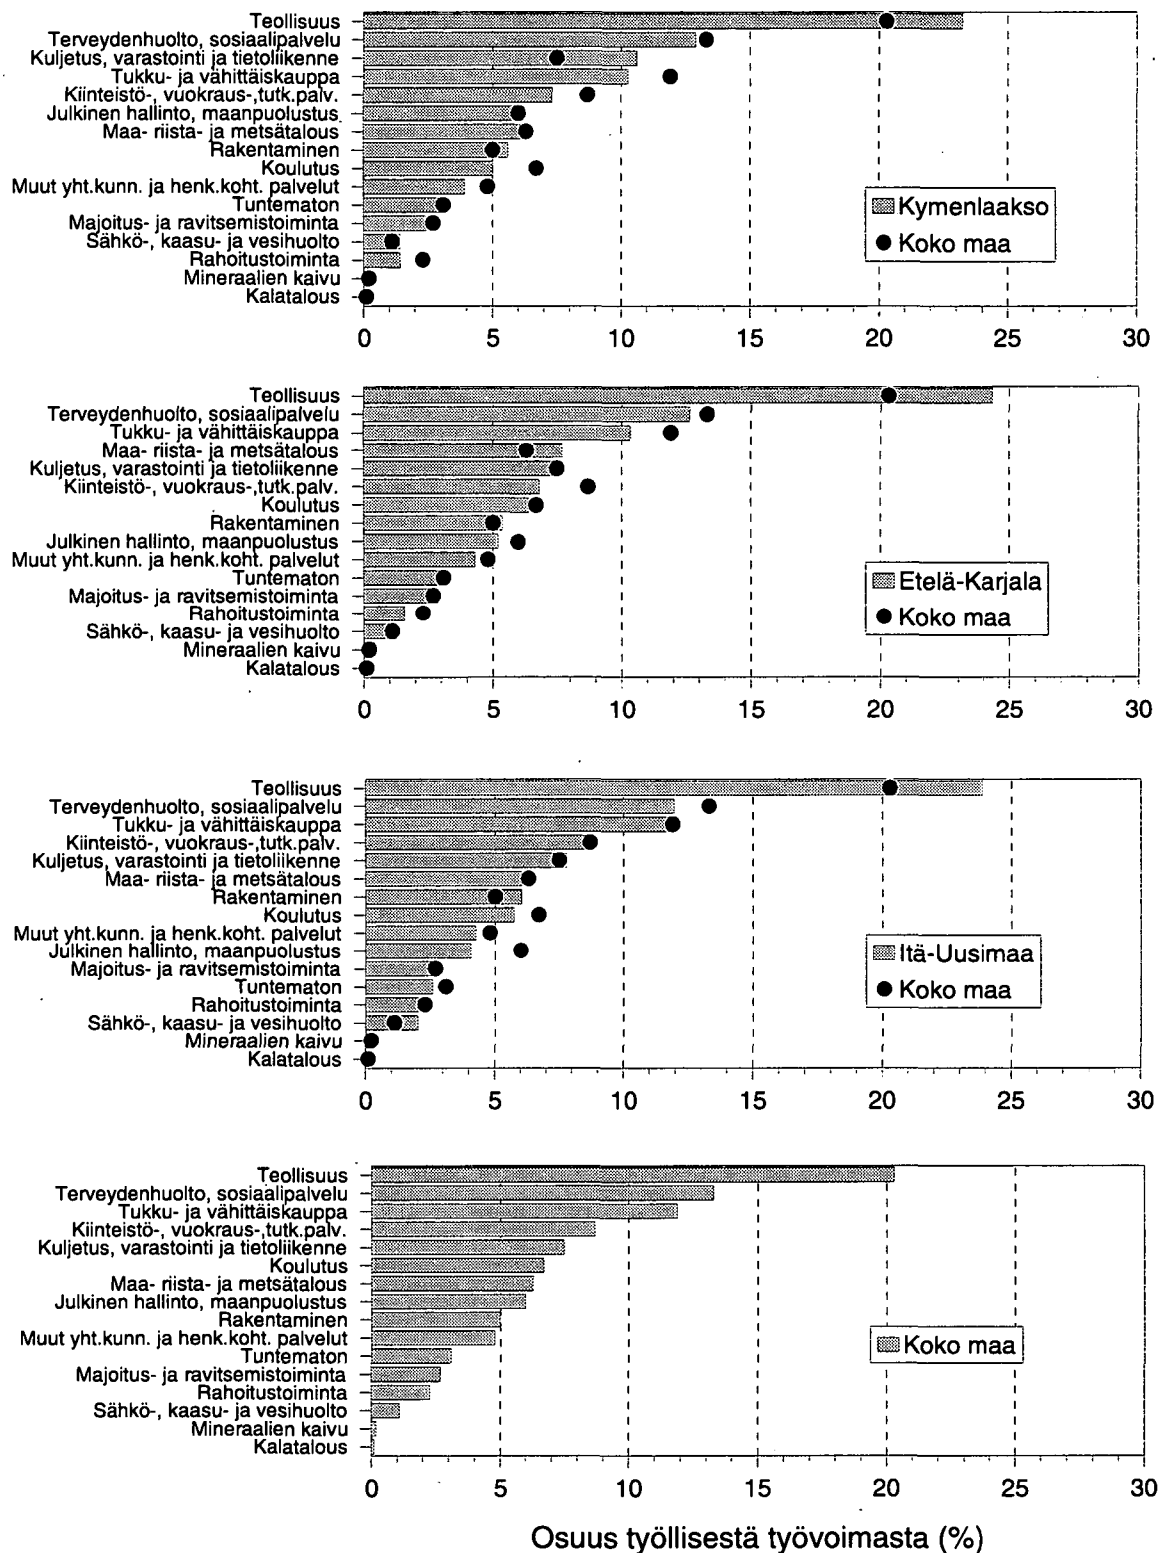 Teollisuus
Terveydenhuolto, sosiaalipalvelu
Kuljetus, varastointi ja tietoliikenne
Tukku- ja vähittäiskauppa
Kiinteistö-, vuokraus-,tutk.palv.
Julkinen hallinto, maanpuolustus
Maa- riista- ja metsätalous
Rakentaminen
Koulutus
Muut yht.kunn. ja henk.koht. palvelut
Tuntematon
Majoitus- ja ravitsemistoiminta
Sähkö-, kaasu- ja vesihuolto
Rahoitustoiminta
Mineraalien kaivu
Kalatalous
Kymenlaakso
Koko maa
0 5 10 15 20 25 30
Teollisuus
Terveydenhuolto, sosiaalipalvelu
Tukku- ja vähittäiskauppa
Maa- riista- ja metsätalous
Kuljetus, varastointi ja tietoliikenne
Kiinteistö-, vuokraus-,tutk.palv.
Koulutus
Rakentaminen
Julkinen hallinto, maanpuolustus
Muut yht.kunn. ja henk.koht. palvelut
Tuntematon
Majoitus- ja ravitsemistoiminta
Rahoitustoiminta
Sähkö-, kaasu- ja vesihuolto
Mineraalien kaivu
Kalatalous
Etelä-Karjala
Koko maa
0 5 10 15 20 25 30
Teollisuus
Terveydenhuolto, sosiaalipalvelu
Tukku- ja vähittäiskauppa
Kiinteistö-, vuokraus-,tutk.palv.
Kuljetus, varastointi ja tietoliikenne
Maa- riista- ja metsätalous
Rakentaminen
Koulutus
Muut yht.kunn. ja henk.koht. palvelut
Julkinen hallinto, maanpuolustus
Majoitus- ja ravitsemistoiminta
Tuntematon
Rahoitustoiminta
Sähkö-, kaasu- ja vesihuolto
Mineraalien kaivu
Kalatalous
Itä-Uusimaa
Koko maa
0 5 10 15 20 25 30
Teollisuus
Terveydenhuolto, sosiaalipalvelu
Tukku- ja vähittäiskauppa
Kiinteistö-, vuokraus-,tutk.palv.
Kuljetus, varastointi ja tietoliikenne
Koulutus
Maa- riista- ja metsätalous
Julkinen hallinto, maanpuolustus
Rakentaminen
Muut yht.kunn. ja henk.koht. palvelut
Tuntematon
Majoitus- ja ravitsemistoiminta
Rahoitustoiminta
Sähkö-, kaasu- ja vesihuolto
Mineraalien kaivu
Kalatalous
Koko maa
0 5 10 15 20 25 30
Osuus työllisestä työvoimasta (%)